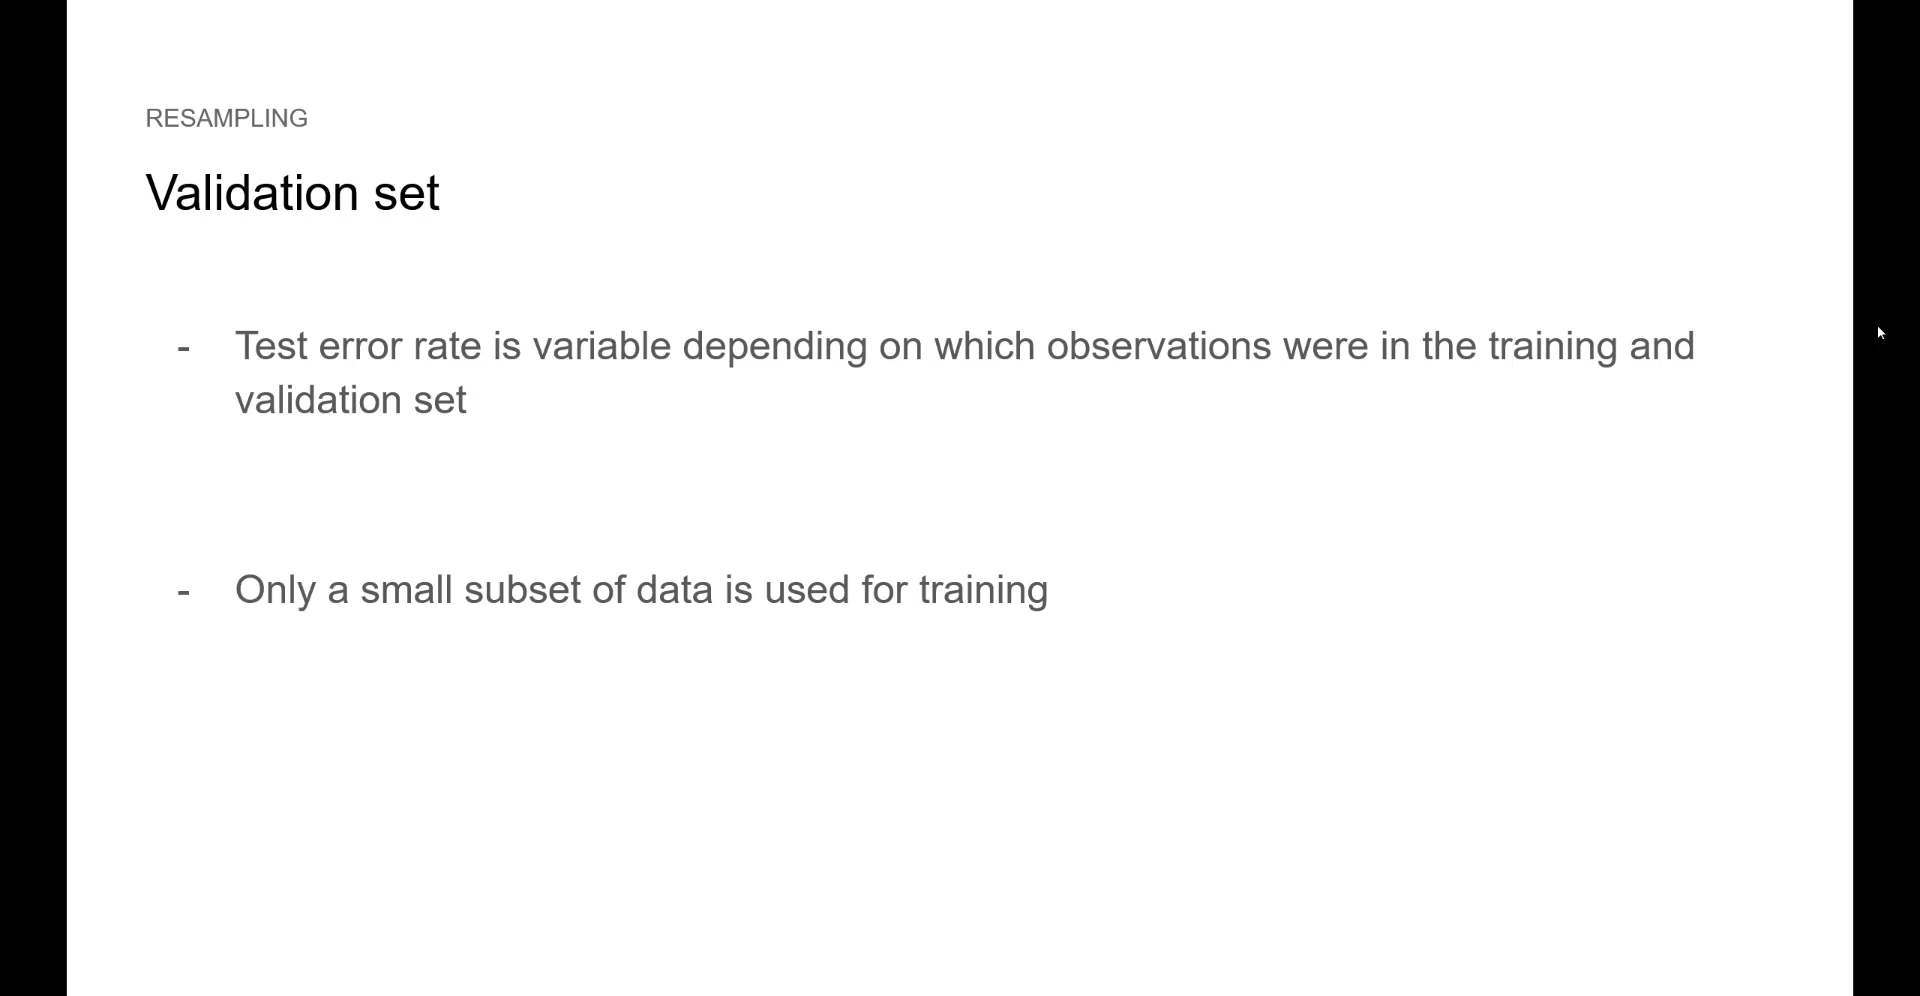 RESAMPLING
Validation set
- Test error rate is variable depending on which observations were in the training and
validation set
- Only a small subset of data is used for training